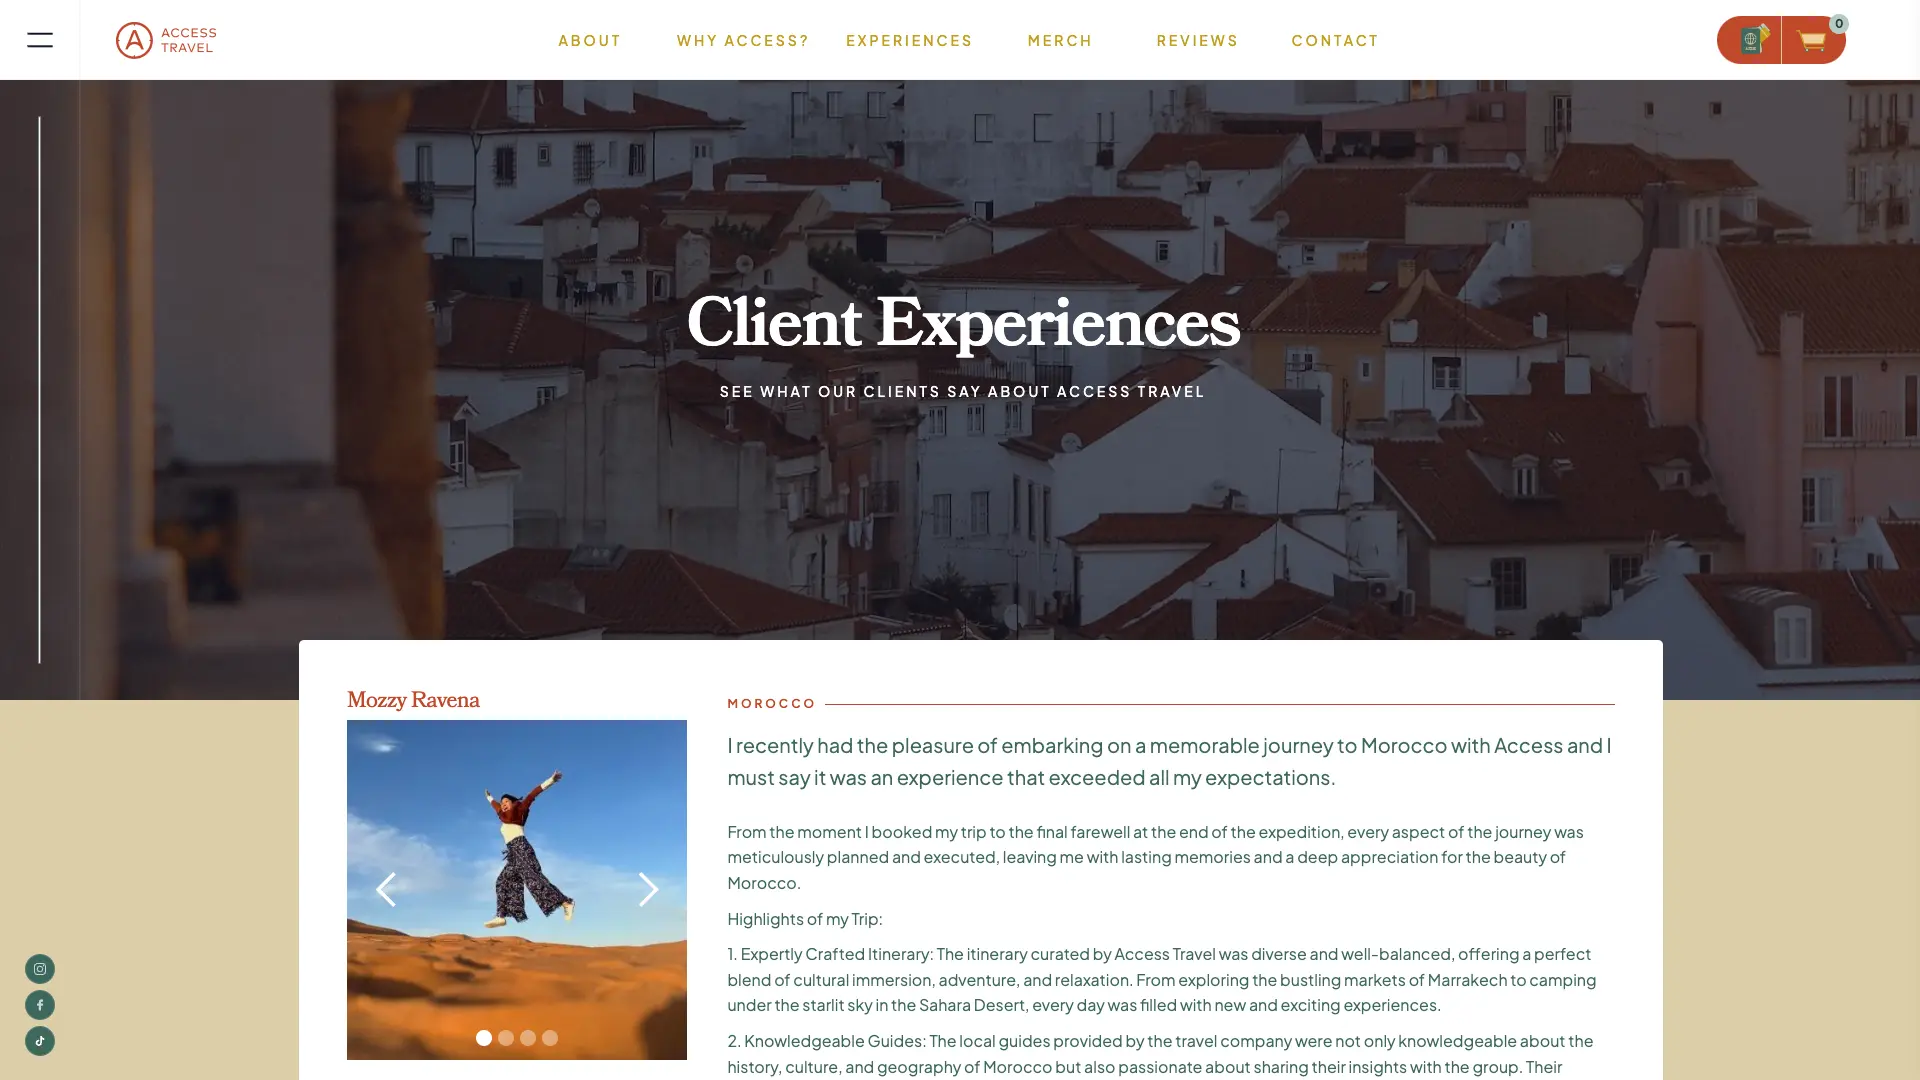 ACCESS
TRAVEL
ABOUT
WHY ACCESS?
EXPERIENCES
MERCH
REVIEWS
CONTACT
0
Client Experiences
SEE WHAT OUR CLIENTS SAY ABOUT ACCESS TRAVEL
Mozzy Ravena
MOROCCO
I recently had the pleasure of embarking on a memorable journey to Morocco with Access and I
must say it was an experience that exceeded all my expectations.
From the moment I booked my trip to the final farewell at the end of the expedition, every aspect of the journey was
meticulously planned and executed, leaving me with lasting memories and a deep appreciation for the beauty of
Morocco.
Highlights of my Trip:
1. Expertly Crafted Itinerary: The itinerary curated by Access Travel was diverse and well-balanced, offering a perfect
blend of cultural immersion, adventure, and relaxation. From exploring the bustling markets of Marrakech to camping
under the starlit sky in the Sahara Desert, every day was filled with new and exciting experiences.
2. Knowledgeable Guides: The local guides provided by the travel company were not only knowledgeable about the
history, culture, and geography of Morocco but also passionate about sharing their insights with the group. Their